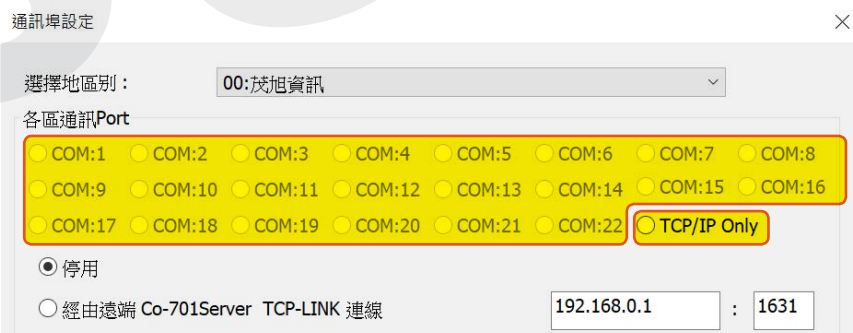 通訊埠設定
選擇地區別： 00:茂旭資訊
各區通訊Port
COM:1 COM:2 COM:3 COM:4 COM:5 COM:6 COM:7 COM:8
COM:9 COM:10 COM:11 COM:12 COM:13 COM:14 COM:15 COM:16
COM:17 COM:18 COM:19 COM:20 COM:21 COM:22 TCP/IP Only
停用
經由遠端 Co-701Server TCP-LINK 連線 192.168.0.1 : 1631